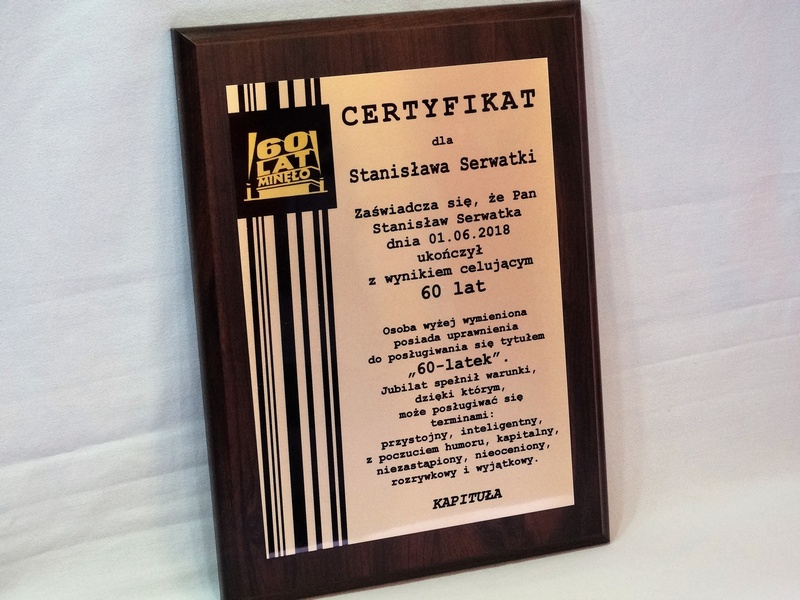 60
LAT
MINĘŁO
CERTYFIKAT
dla
Stanisława Serwatki
Zaświadcza się, że Pan
Stanisław Serwatka
dnia 01.06.2018
ukończył
z wynikiem celującym
60 lat
Osoba wyżej wymieniona
posiada uprawnienia
do posługiwania się tytułem
„60-latek”.
Jubilat spełnił warunki,
dzięki którym,
może posługiwać się
terminami:
przystojny, inteligentny,
z poczuciem humoru, kapitalny,
niezastąpiony, nieoceniony,
rozrywkowy i wyjątkowy.
KAPITUŁA